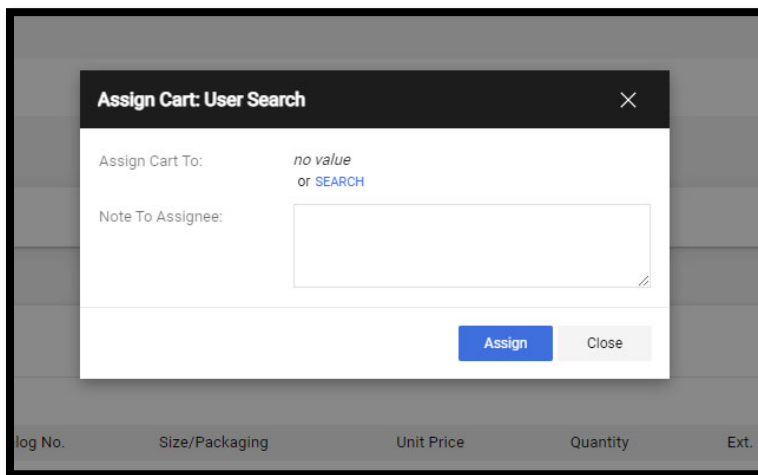 Assign Cart: User Search
Assign Cart To: no value
or SEARCH
Note To Assignee:
Assign Close
log No. Size/Packaging Unit Price Quantity Ext.